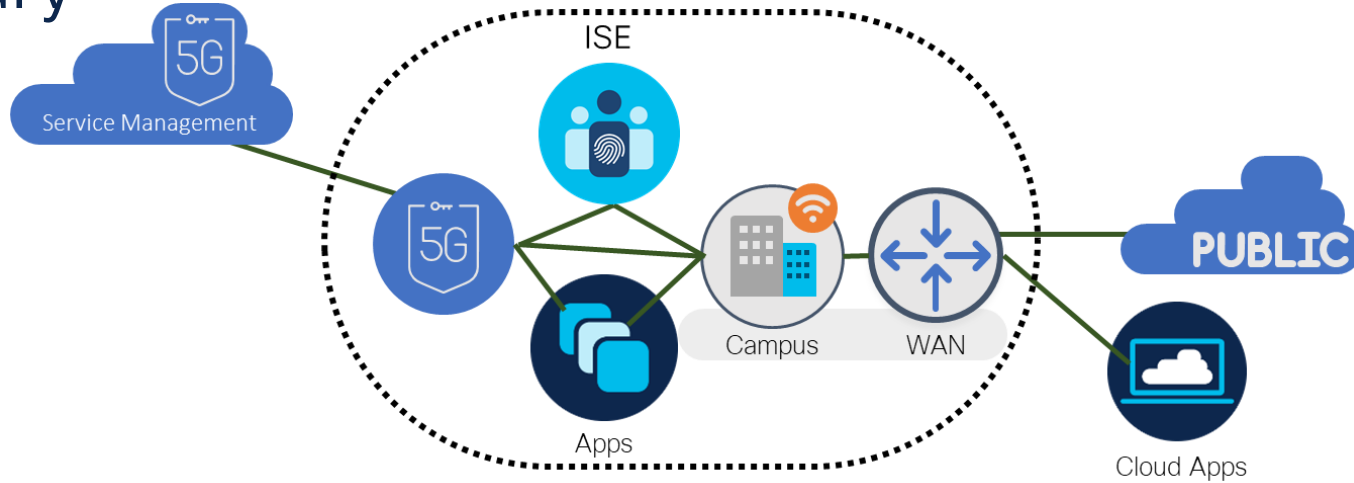 5G
Service Management
ISE
5G
PUBLIC
Campus
WAN
Apps
Cloud Apps